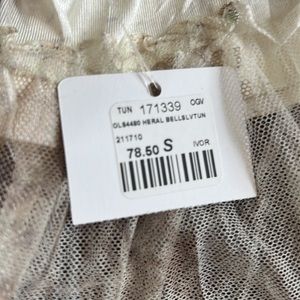 TUN 171339 OGV
OLS4480 HERAL BELLSLVTUN
211710
78.50 S IVOR